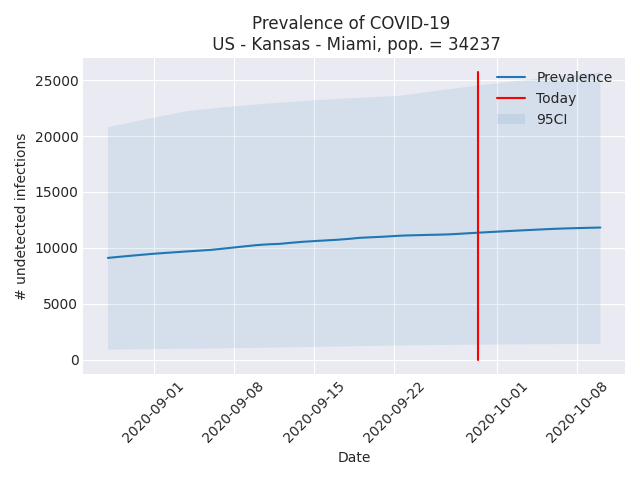 Prevalence of COVID-19
US - Kansas - Miami, pop. = 34237
# undetected infections
25000
20000
15000
10000
5000
0
Prevalence
Today
95CI
2020-09-01
2020-09-08
2020-09-15
2020-09-22
2020-10-01
2020-10-08
Date